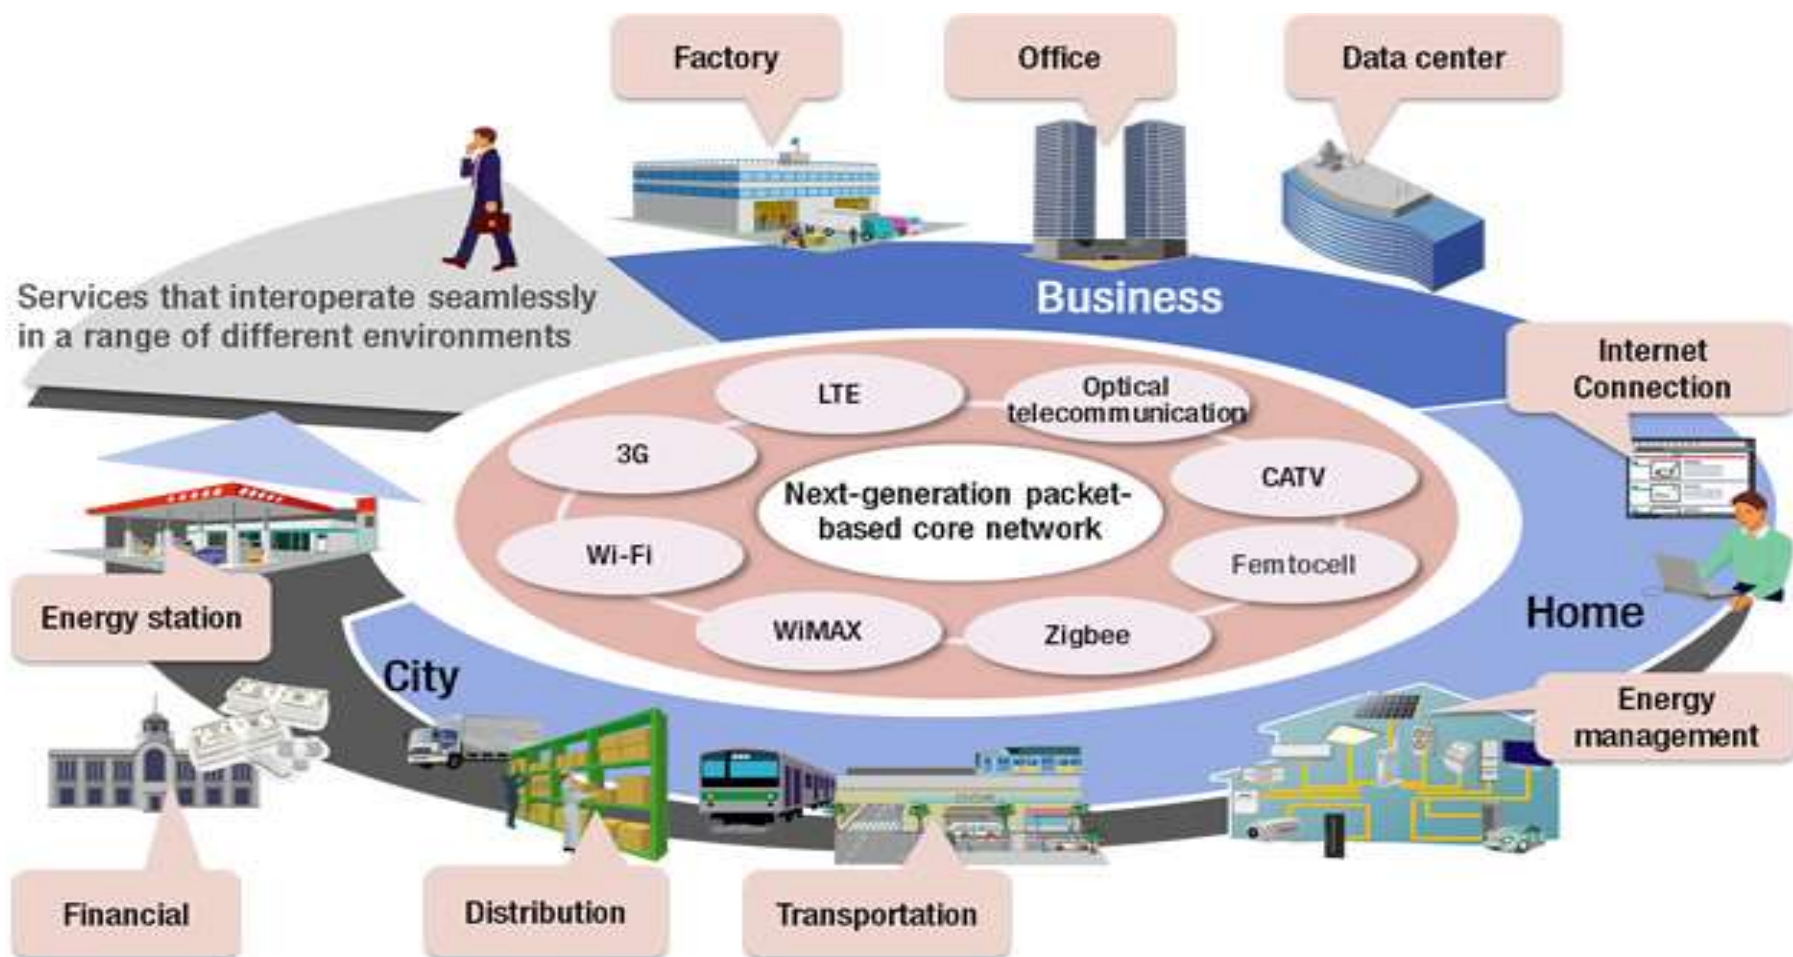 Factory
Office
Data center
Services that interoperate seamlessly
in a range of different environments
Business
Internet
Connection
LTE
Optical
telecommunication
3G
CATV
Next-generation packet-
based core network
Wi-Fi
Femtocell
WiMAX
Zigbee
Energy station
Home
City
Energy
management
Financial
Distribution
Transportation